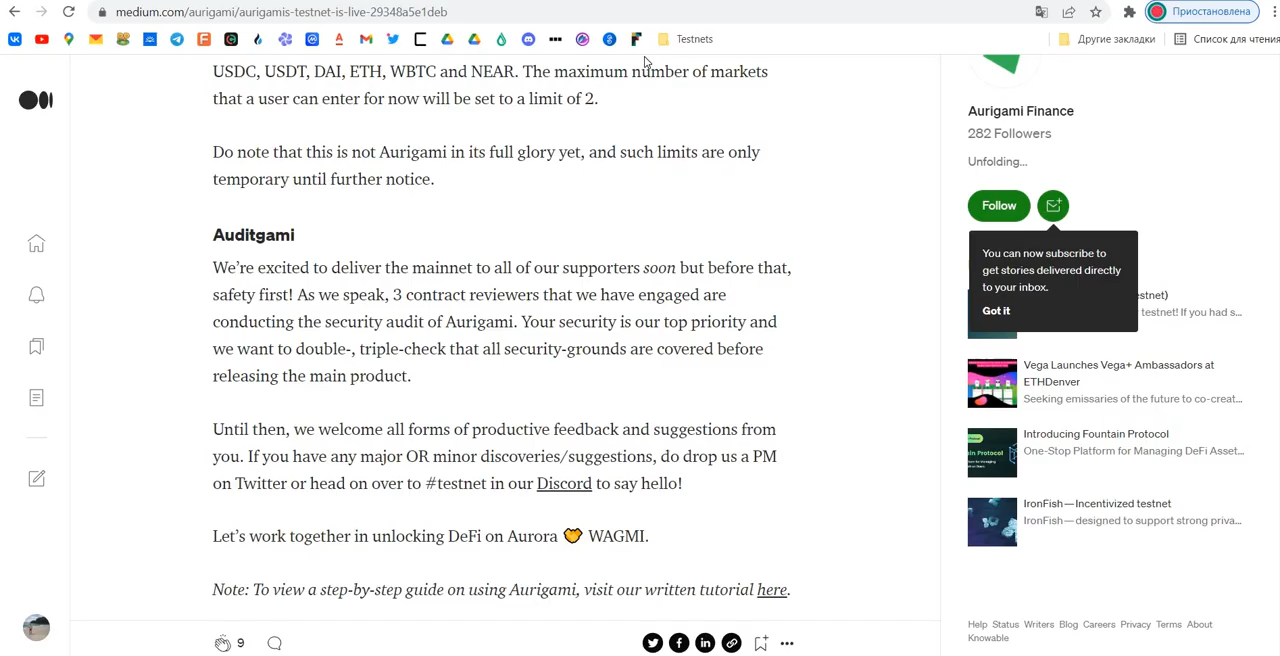 medium.com/aurigami/aurigamis-testnet-is-live-29348a5e1deb
Приостановлена
Testnets
Другие закладки
Список для чтения
USDC, USDT, DAI, ETH, WBTC and NEAR. The maximum number of markets
that a user can enter for now will be set to a limit of 2.
Do note that this is not Aurigami in its full glory yet, and such limits are only
temporary until further notice.
Auditgami
We’re excited to deliver the mainnet to all of our supporters soon but before that,
safety first! As we speak, 3 contract reviewers that we have engaged are
conducting the security audit of Aurigami. Your security is our top priority and
we want to double-, triple-check that all security-grounds are covered before
releasing the main product.
Until then, we welcome all forms of productive feedback and suggestions from
you. If you have any major OR minor discoveries/suggestions, do drop us a PM
on Twitter or head on over to #testnet in our Discord to say hello!
Let’s work together in unlocking DeFi on Aurora 🧡 WAGMI.
Note: To view a step-by-step guide on using Aurigami, visit our written tutorial here.
9
Aurigami Finance
282 Followers
Unfolding...
Follow
You can now subscribe to
get stories delivered directly
to your inbox.
Got it
estnet)
testnet! If you had s...
Vega Launches Vega+ Ambassadors at
ETHDenver
Seeking emissaries of the future to co-creat...
Introducing Fountain Protocol
One-Stop Platform for Managing DeFi Asset...
IronFish—Incentivized testnet
IronFish — designed to support strong priva...
Help Status Writers Blog Careers Privacy Terms About
Knowable